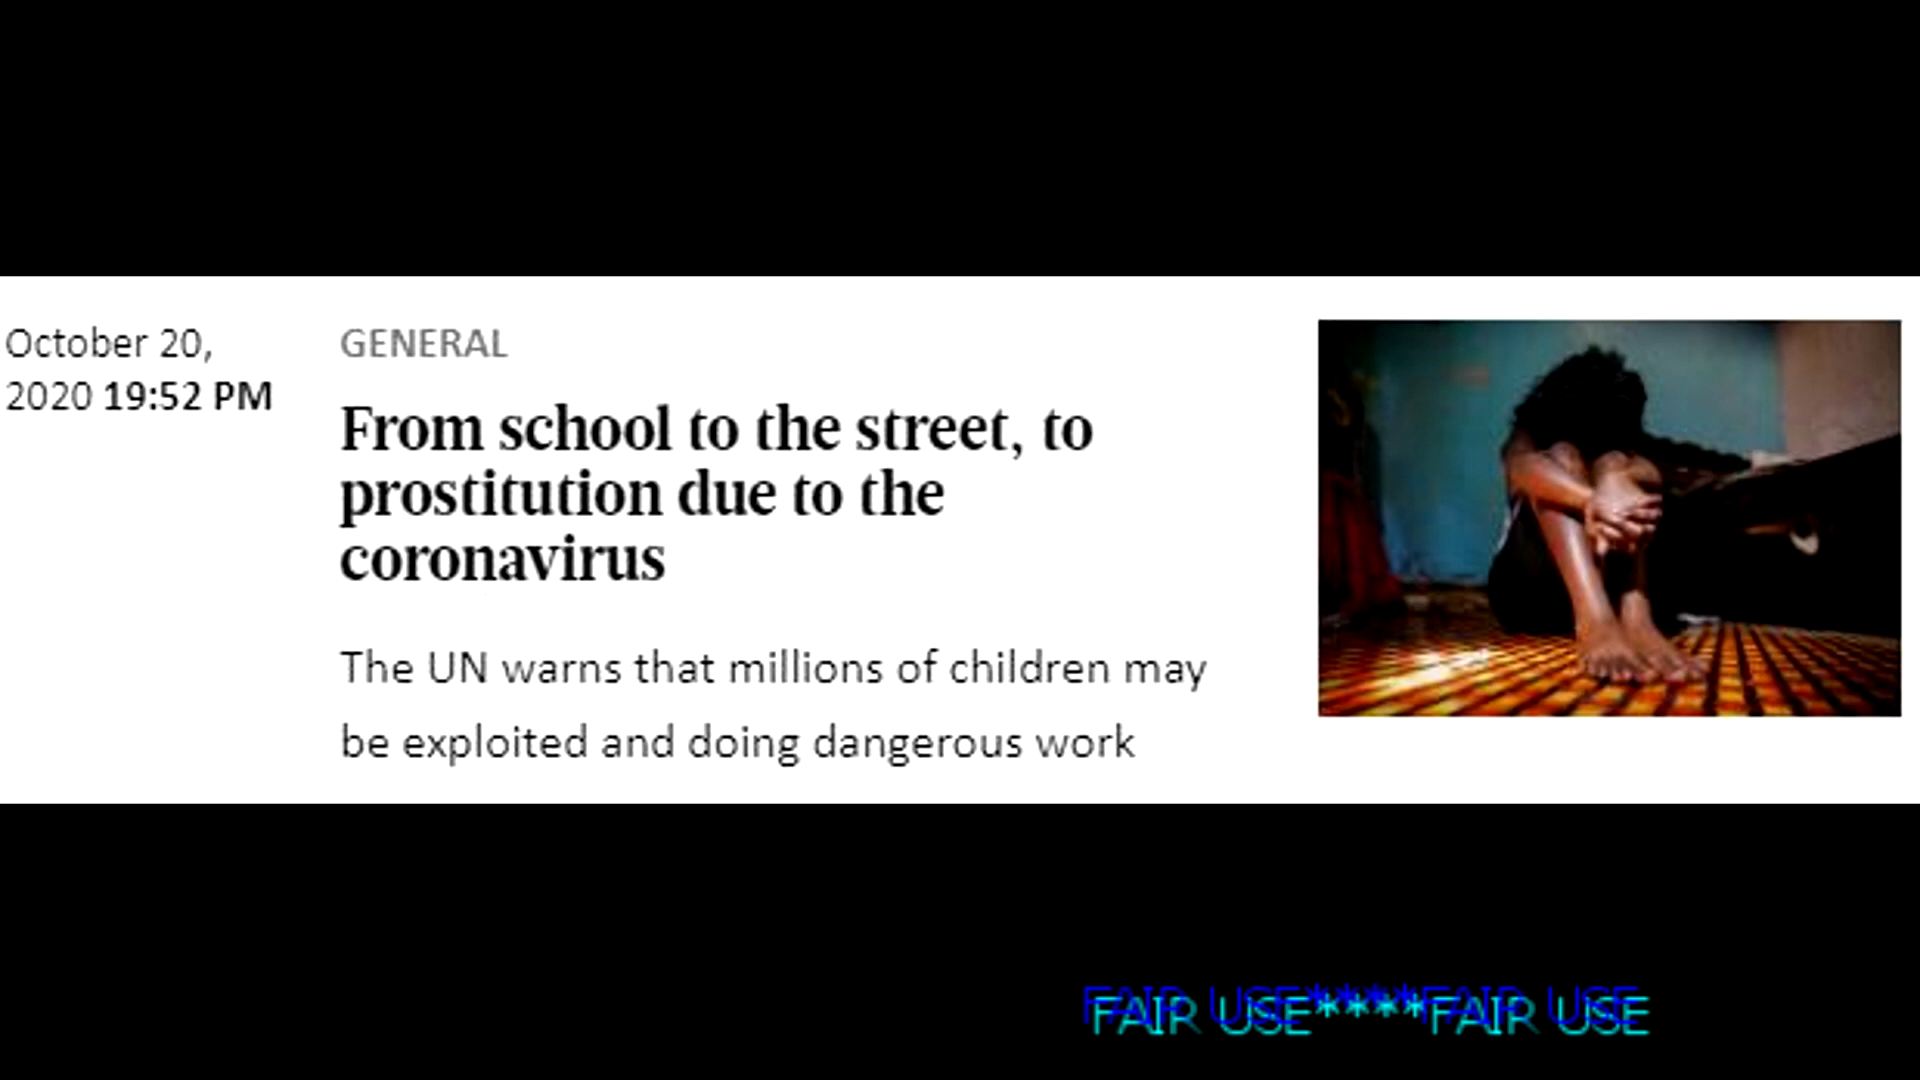 October 20,
2020 19:52 PM
GENERAL
From school to the street, to
prostitution due to the
coronavirus
The UN warns that millions of children may
be exploited and doing dangerous work
FAIR USE****FAIR USE